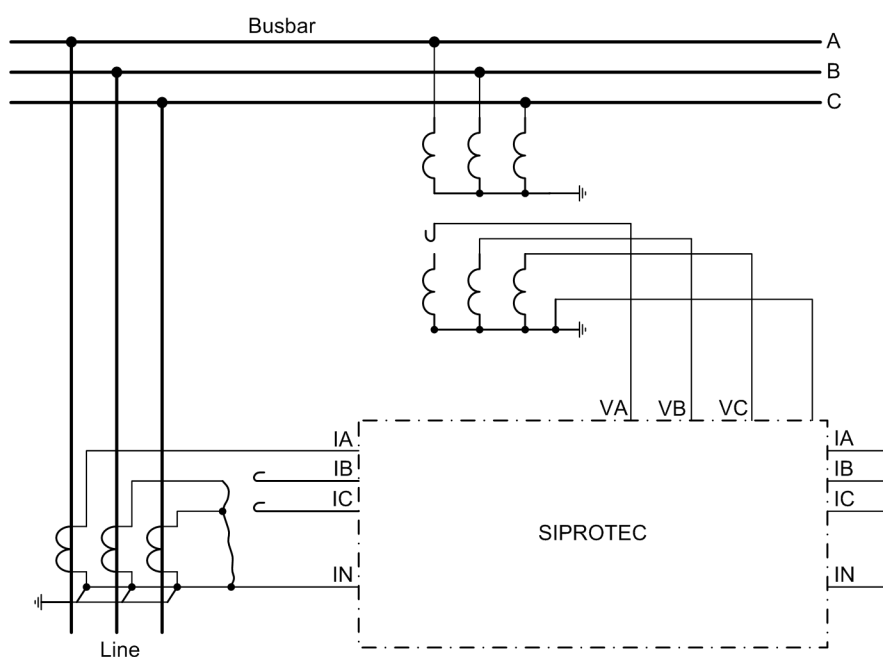 Busbar
A
B
C
VA VB VC
IA IA
IB IB
IC IC
SIPROTEC
IN IN
Line